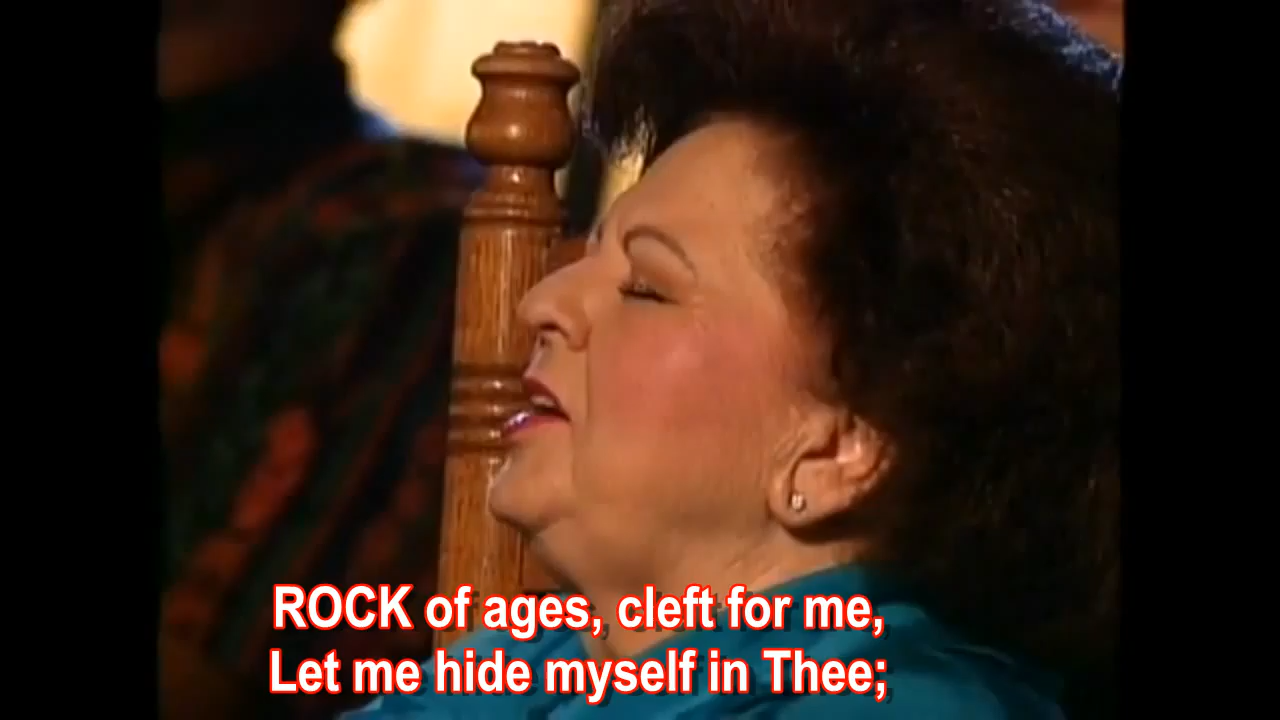 ROCK of ages, cleft for me,
Let me hide myself in Thee;